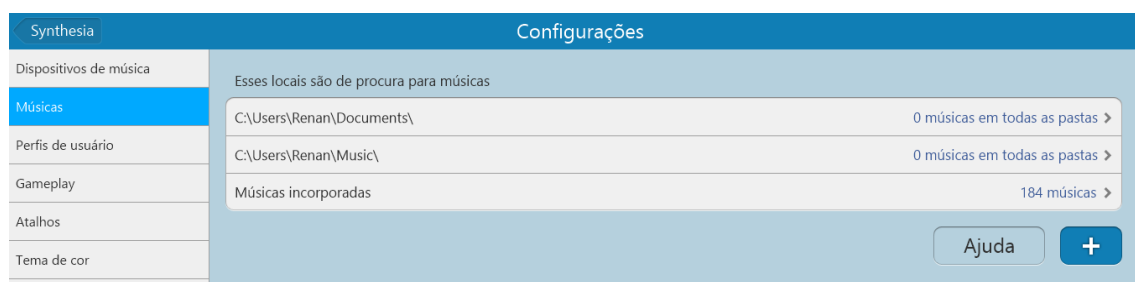 Synthesia
Configurações
Dispositivos de música
Músicas
Perfis de usuário
Gameplay
Atalhos
Tema de cor
Esses locais são de procura para músicas
C:\Users\Renan\Documents\ 0 músicas em todas as pastas
C:\Users\Renan\Music\ 0 músicas em todas as pastas
Músicas incorporadas 184 músicas
Ajuda +